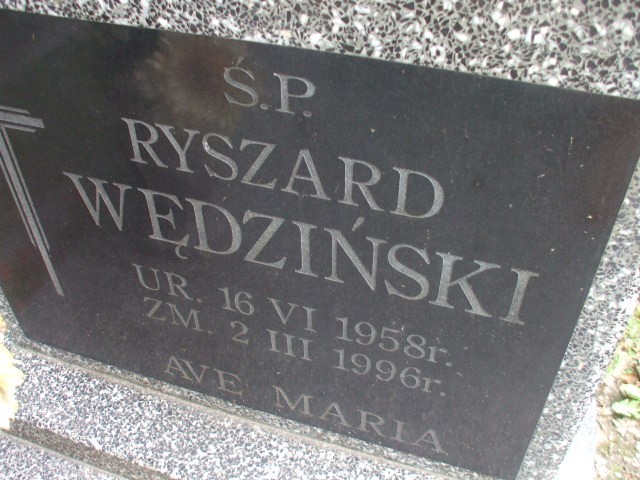 Ś.P.
RYSZARD
WĘDZIŃSKI
UR. 16 VI 1958r.
ZM. 2 III 1996r.
AVE MARIA